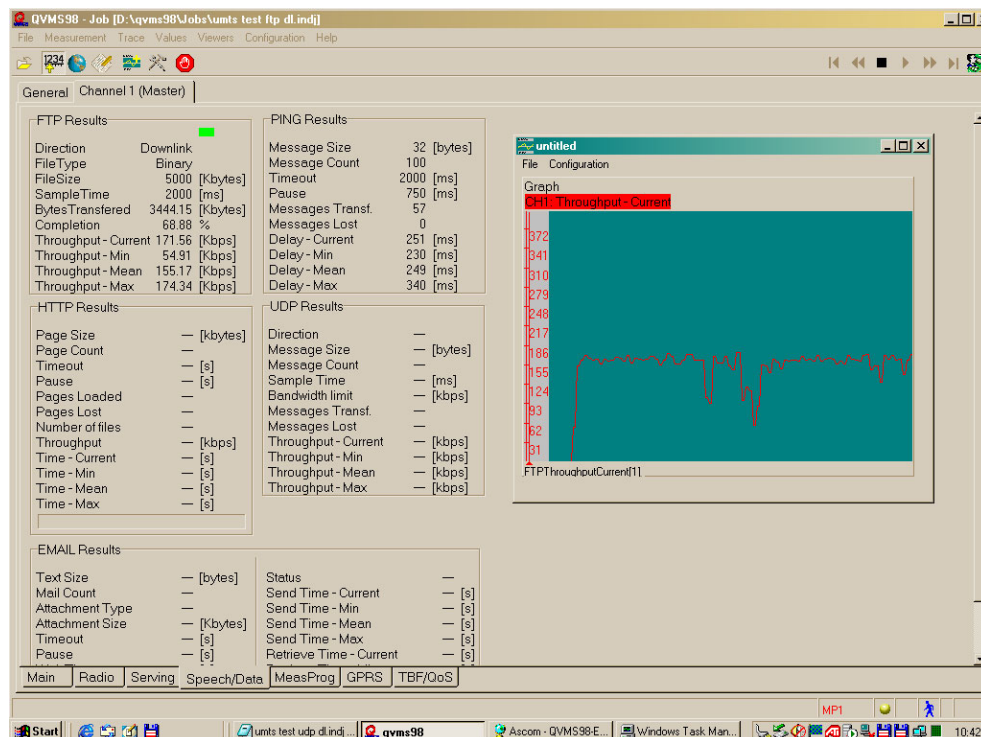 QVMS98 - Job [D:\qvms98\Jobs\umts test ftp dl.indj]
File Measurement Trace Values Viewers Configuration Help
1234
General Channel 1 (Master)
FTP Results
Direction Downlink
FileType Binary
FileSize 5000 [Kbytes]
SampleTime 2000 [ms]
BytesTransfered 3444.15 [Kbytes]
Completion 68.88 %
Throughput - Current 171.56 [Kbps]
Throughput - Min 54.91 [Kbps]
Throughput - Mean 155.17 [Kbps]
Throughput - Max 174.34 [Kbps]
PING Results
Message Size 32 [bytes]
Message Count 100
Timeout 2000 [ms]
Pause 750 [ms]
Messages Transf. 57
Messages Lost 0
Delay - Current 251 [ms]
Delay - Min 230 [ms]
Delay - Mean 249 [ms]
Delay - Max 340 [ms]
HTTP Results
Page Size — [kbytes]
Page Count —
Timeout — [s]
Pause — [s]
Pages Loaded —
Pages Lost —
Number of files —
Throughput — [kbps]
Time - Current — [s]
Time - Min — [s]
Time - Mean — [s]
Time - Max — [s]
UDP Results
Direction —
Message Size — [bytes]
Message Count —
Sample Time — [ms]
Bandwidth limit — [kbps]
Messages Transf. —
Messages Lost —
Throughput - Current — [kbps]
Throughput - Min — [kbps]
Throughput - Mean — [kbps]
Throughput - Max — [kbps]
untitled
File Configuration
Graph
CH1: Throughput - Current
372
341
310
279
248
217
186
155
124
93
62
31
FTPThroughputCurrent[1]
EMAIL Results
Text Size — [bytes]
Mail Count —
Attachment Type —
Attachment Size — [Kbytes]
Timeout — [s]
Pause — [s]
Status —
Send Time - Current — [s]
Send Time - Min — [s]
Send Time - Mean — [s]
Send Time - Max — [s]
Retrieve Time - Current — [s]
Main Radio Serving Speech/Data MeasProg GPRS TBF/QoS
MP1
Start umts test udp dl.indj ... qvms98 Ascom - QVMS98-E... Windows Task Man... 10:42